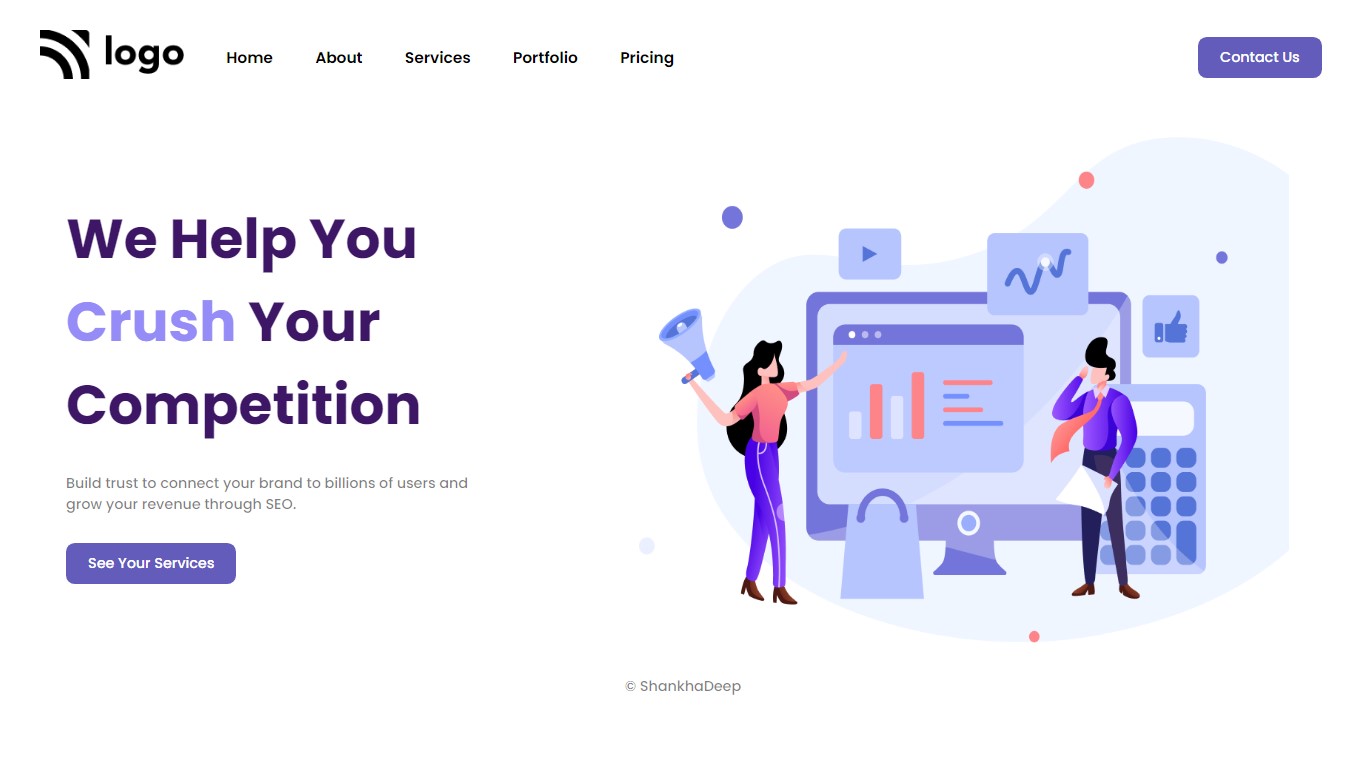 logo
Home
About
Services
Portfolio
Pricing
Contact Us
We Help You
Crush Your
Competition
Build trust to connect your brand to billions of users and
grow your revenue through SEO.
See Your Services
© ShankhaDeep